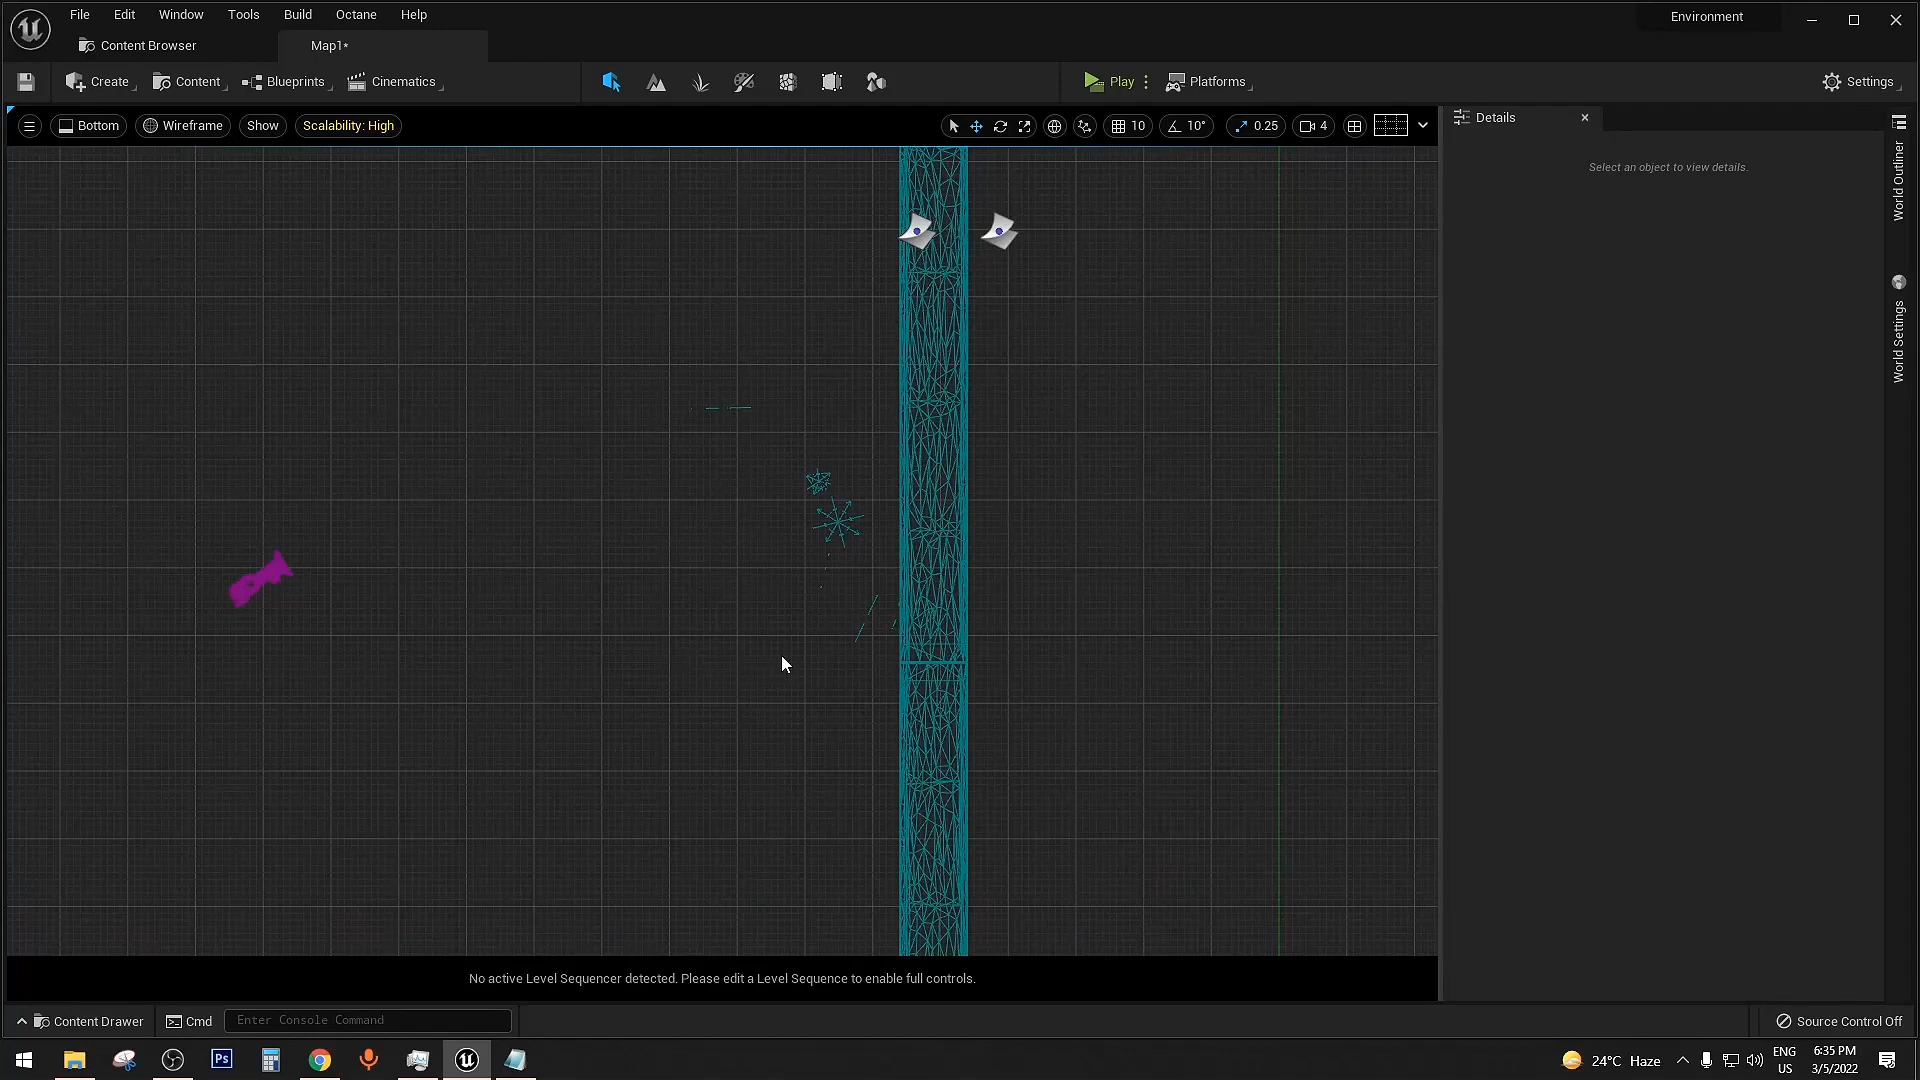 File Edit Window Tools Build Octane Help
Environment
Content Browser
Map1*
Create Content Blueprints Cinematics Play Platforms Settings
Bottom Wireframe Show Scalability: High 10 10° 0.25 4
Details
Select an object to view details.
World Outliner
World Settings
No active Level Sequencer detected. Please edit a Level Sequence to enable full controls.
Content Drawer Cmd Enter Console Command Source Control Off
Ps
24°C Haze
ENG
US
6:35 PM
3/5/2022